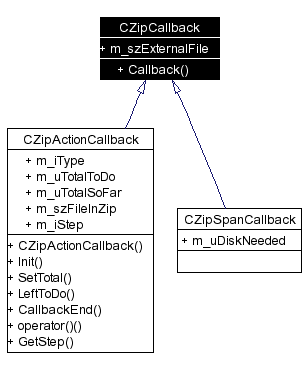 CZipCallback
+ m_szExternalFile
+ Callback()
CZipActionCallback
+ m_iType
+ m_uTotalToDo
+ m_uTotalSoFar
+ m_szFileInZip
+ m_iStep
+ CZipActionCallback()
+ Init()
+ SetTotal()
+ LeftToDo()
+ CallbackEnd()
+ operator()()
+ GetStep()
CZipSpanCallback
+ m_uDiskNeeded